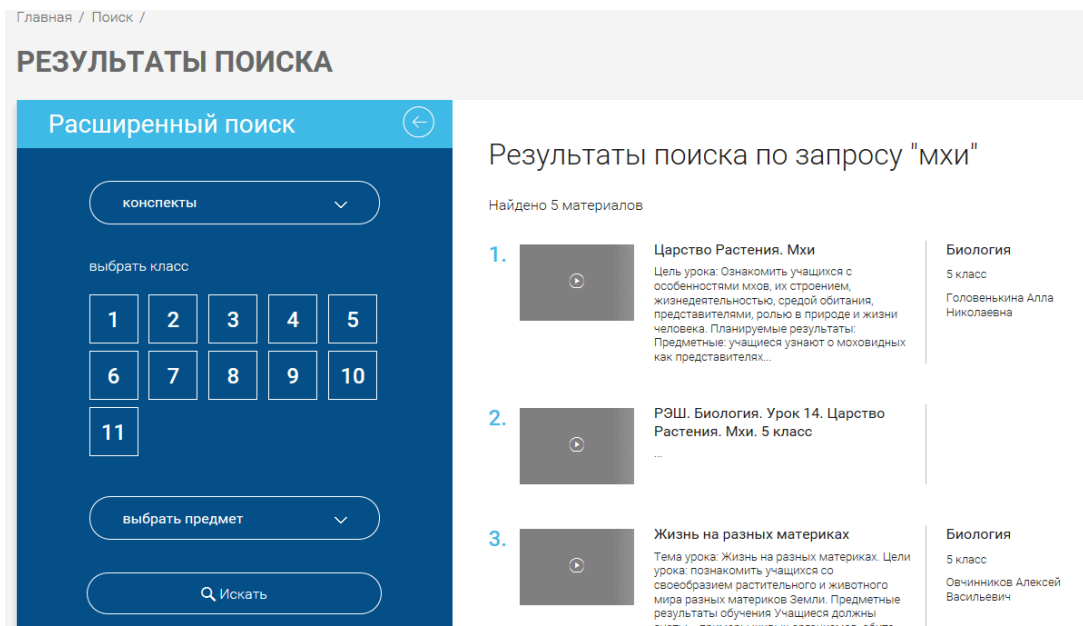 Главная / Поиск /
РЕЗУЛЬТАТЫ ПОИСКА
Расширенный поиск
конспекты
выбрать класс
1 2 3 4 5
6 7 8 9 10
11
выбрать предмет
Искать
Результаты поиска по запросу "мхи"
Найдено 5 материалов
1.
Царство Растения. Мхи
Цель урока: Ознакомить учащихся с
особенностями мхов, их строением,
жизнедеятельностью, средой обитания,
представителями, ролью в природе и жизни
человека. Планируемые результаты:
Предметные: учащиеся узнают о моховидных
как представителях...
Биология
5 класс
Головенькина Алла
Николаевна
2.
РЭШ. Биология. Урок 14. Царство
Растения. Мхи. 5 класс
...
3.
Жизнь на разных материках
Тема урока: Жизнь на разных материках. Цели
урока: познакомить учащихся со
своеобразием растительного и животного
мира разных материков Земли. Предметные
результаты обучения Учащиеся должны
Биология
5 класс
Овчинников Алексей
Васильевич